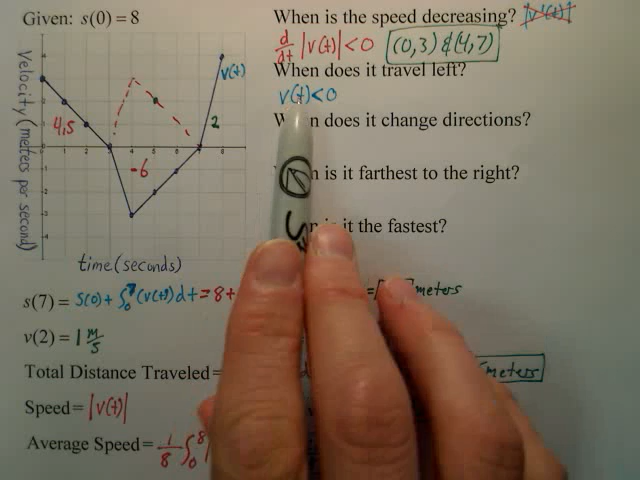 Given: s(0) = 8
When is the speed decreasing? |v'(t)|
d/dt |v(t)| < 0 (0,3) & (4,7)
When does it travel left?
v(t) < 0
When does it change directions?
is it farthest to the right?
is it the fastest?
Velocity (meters per second)
v(t)
4,5
-6
2
time (seconds)
s(7) = s(0) + ∫₀⁷ (v(t)) dt = 8 +
= meters
v(2) = 1 m/s
Total Distance Traveled =
meters
Speed = |v(t)|
Average Speed = 1/8 ∫₀⁸